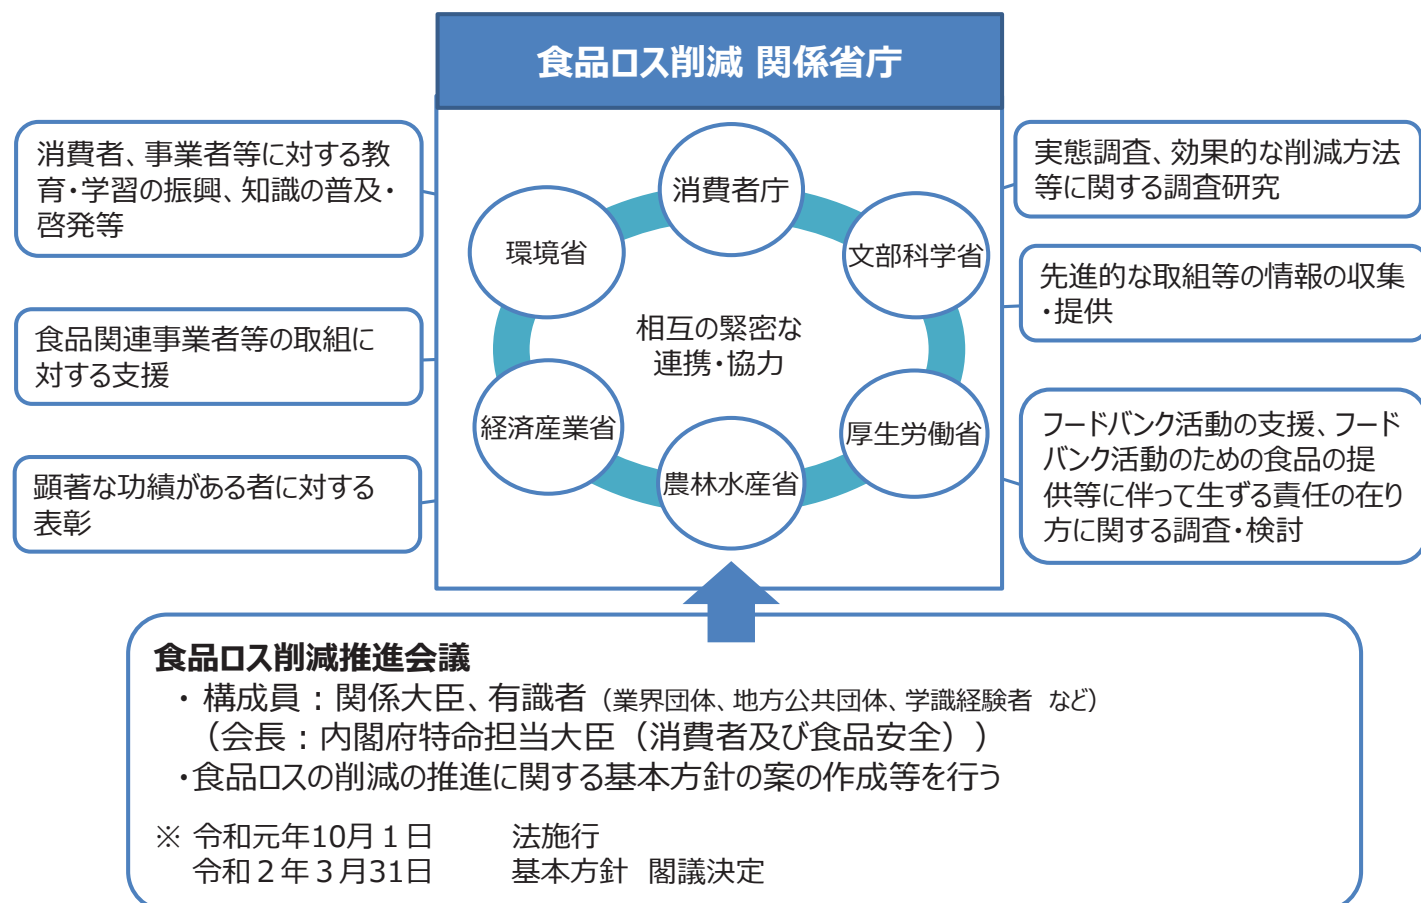 食品ロス削減 関係省庁
消費者、事業者等に対する教
育・学習の振興、知識の普及・
啓発等
食品関連事業者等の取組に
対する支援
顕著な功績がある者に対する
表彰
消費者庁
環境省
文部科学省
相互の緊密な
連携・協力
経済産業省
厚生労働省
農林水産省
実態調査、効果的な削減方法
等に関する調査研究
先進的な取組等の情報の収集
・提供
フードバンク活動の支援、フード
バンク活動のための食品の提
供等に伴って生ずる責任の在り
方に関する調査・検討
食品ロス削減推進会議
・ 構成員：関係大臣、有識者（業界団体、地方公共団体、学識経験者 など）
（会長：内閣府特命担当大臣（消費者及び食品安全））
・食品ロスの削減の推進に関する基本方針の案の作成等を行う
※ 令和元年10月１日 法施行
令和２年３月31日 基本方針 閣議決定